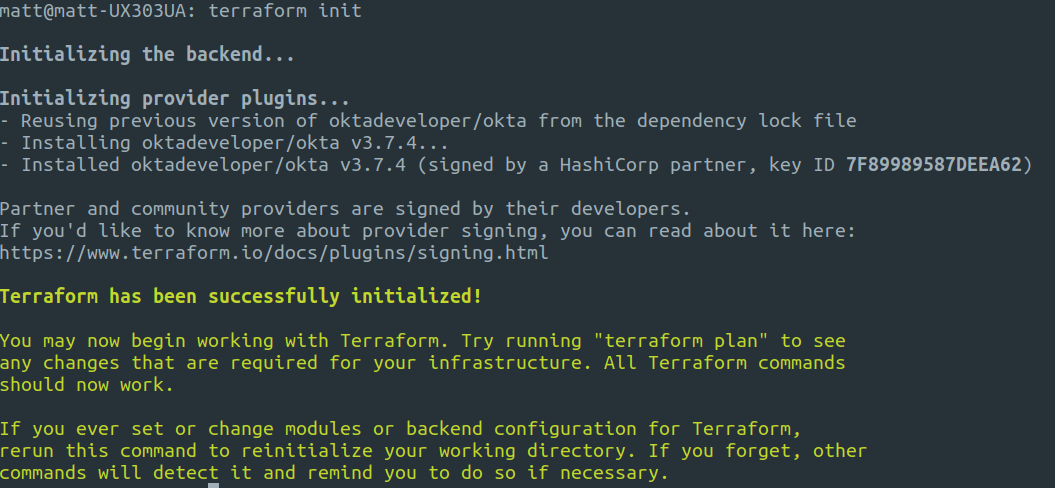 matt@matt-UX303UA: terraform init
Initializing the backend...
Initializing provider plugins...
- Reusing previous version of oktadeveloper/okta from the dependency lock file
- Installing oktadeveloper/okta v3.7.4...
- Installed oktadeveloper/okta v3.7.4 (signed by a HashiCorp partner, key ID 7F89989587DEEA62)
Partner and community providers are signed by their developers.
If you'd like to know more about provider signing, you can read about it here:
https://www.terraform.io/docs/plugins/signing.html
Terraform has been successfully initialized!
You may now begin working with Terraform. Try running "terraform plan" to see
any changes that are required for your infrastructure. All Terraform commands
should now work.
If you ever set or change modules or backend configuration for Terraform,
rerun this command to reinitialize your working directory. If you forget, other
commands will detect it and remind you to do so if necessary.